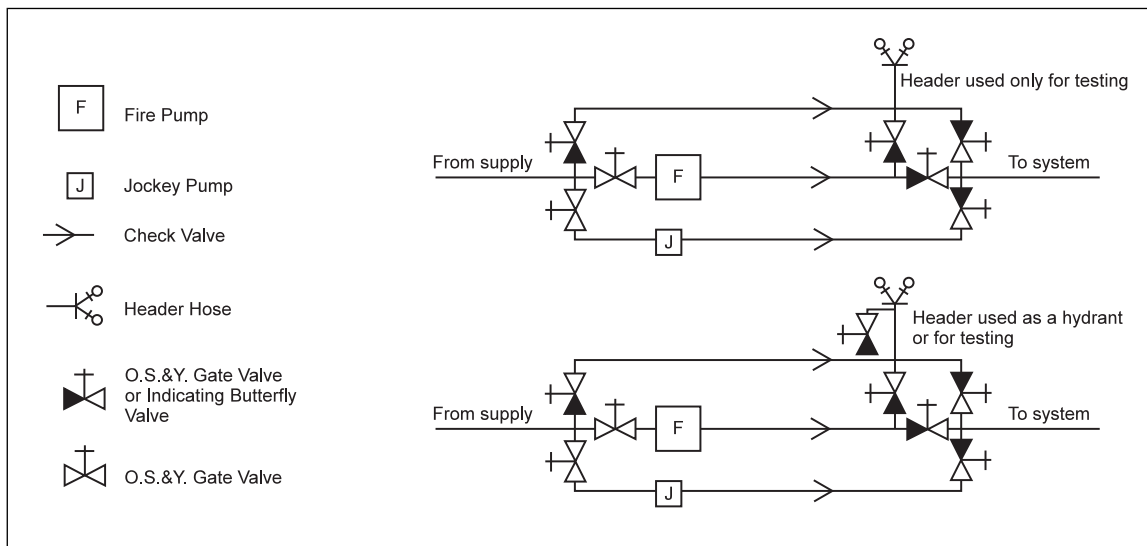 F
Fire Pump
J
Jockey Pump
Check Valve
Header Hose
O.S.&Y. Gate Valve
or Indicating Butterfly
Valve
O.S.&Y. Gate Valve
Header used only for testing
From supply
F
To system
J
Header used as a hydrant
or for testing
From supply
F
To system
J